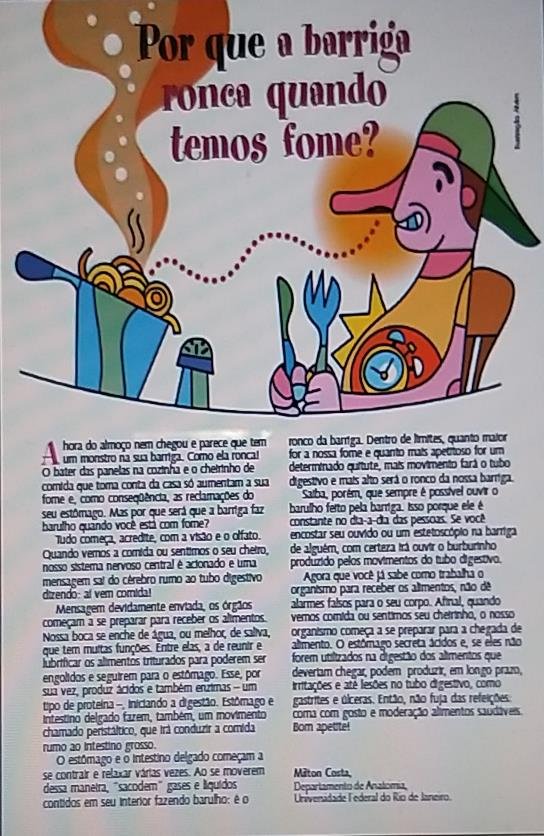 Por que a barriga
ronca quando
temos fome?
A hora do almoço nem chegou e parece que tem
um monstro na sua barriga. Como ela ronca!
O bater das panelas na cozinha e o cheirinho de
comida que toma conta da casa só aumentam a sua
fome e, como conseqüência, as reclamações do
seu estômago. Mas por que será que a barriga faz
barulho quando você está com fome?
Tudo começa, acredite, com a visão e o olfato.
Quando vemos a comida ou sentimos o seu cheiro,
nosso sistema nervoso central é acionado e uma
mensagem sai do cérebro rumo ao tubo digestivo
dizendo: aí vem comida!
Mensagem devidamente enviada, os órgãos
começam a se preparar para receber os alimentos.
Nossa boca se enche de água, ou melhor, de saliva,
que tem muitas funções. Entre elas, a de reunir e
lubrificar os alimentos triturados para poderem ser
engolidos e seguirem para o estômago. Esse, por
sua vez, produz ácidos e também enzimas – um
tipo de proteína –, iniciando a digestão. Estômago e
intestino delgado fazem, também, um movimento
chamado peristáltico, que irá conduzir a comida
rumo ao intestino grosso.
O estômago e o intestino delgado começam a
se contrair e relaxar várias vezes. Ao se moverem
dessa maneira, "sacodem" gases e líquidos
contidos em seu interior fazendo barulho: é o
ronco da barriga. Dentro de limites, quanto maior
for a nossa fome e quanto mais apetitoso for um
determinado quitute, mais movimento fará o tubo
digestivo e mais alto será o ronco da nossa barriga.
Saiba, porém, que sempre é possível ouvir o
barulho feito pela barriga. Isso porque ele é
constante no dia-a-dia das pessoas. Se você
encostar seu ouvido ou um estetoscópio na barriga
de alguém, com certeza irá ouvir o burburinho
produzido pelos movimentos do tubo digestivo.
Agora que você já sabe como trabalha o
organismo para receber os alimentos, não dê
alarmes falsos para o seu corpo. Afinal, quando
vemos comida ou sentimos seu cheirinho, o nosso
organismo começa a se preparar para a chegada de
alimento. O estômago secreta ácidos e, se eles não
forem utilizados na digestão dos alimentos que
deveriam chegar, podem produzir, em longo prazo,
irritações e até lesões no tubo digestivo, como
gastrites e úlceras. Então, não fuja das refeições:
coma com gosto e moderação alimentos saudáveis.
Bom apetite!
Milton Costa,
Departamento de Anatomia,
Universidade Federal do Rio de Janeiro.